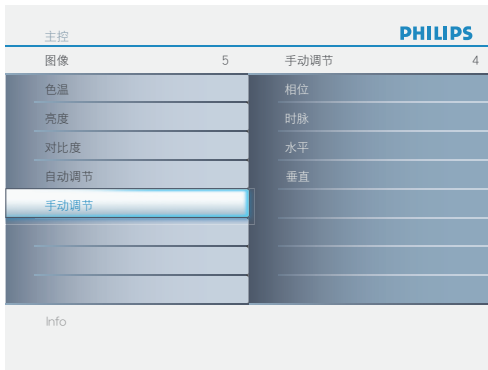 主控
PHILIPS
图像 5
手动调节 4
色温
亮度
对比度
自动调节
手动调节
相位
时脉
水平
垂直
Info